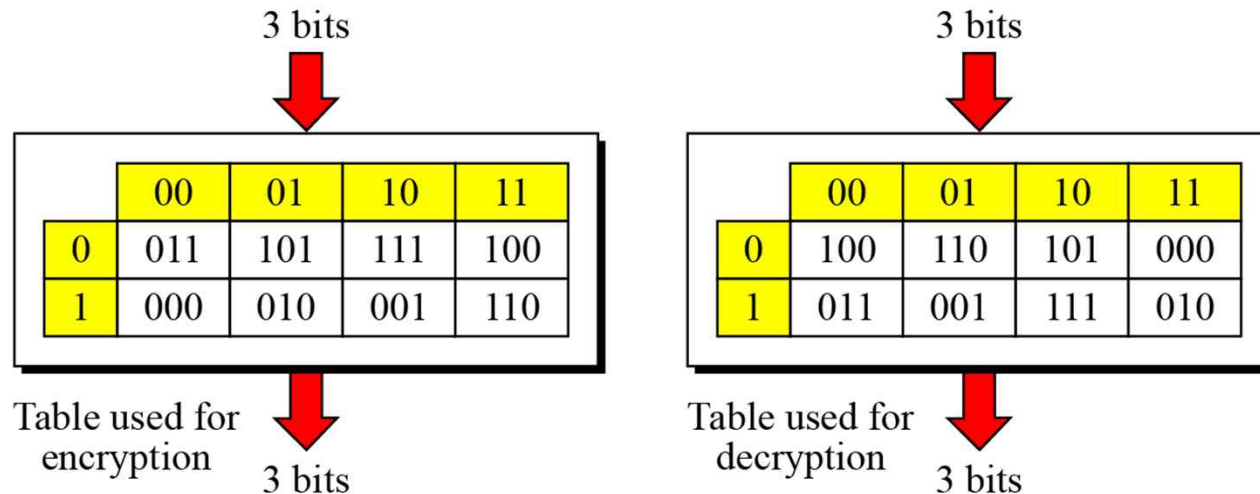 3 bits
00 01 10 11
0 011 101 111 100
1 000 010 001 110
Table used for
encryption
3 bits
3 bits
00 01 10 11
0 100 110 101 000
1 011 001 111 010
Table used for
decryption
3 bits